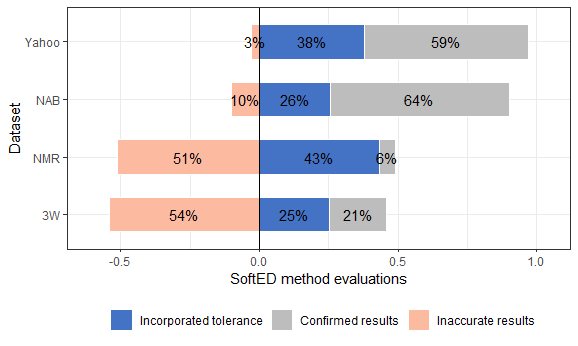 Dataset
Yahoo 3% 38% 59%
NAB 10% 26% 64%
NMR 51% 43% 6%
3W 54% 25% 21%
-0.5 0.0 0.5 1.0
SoftED method evaluations
Incorporated tolerance Confirmed results Inaccurate results